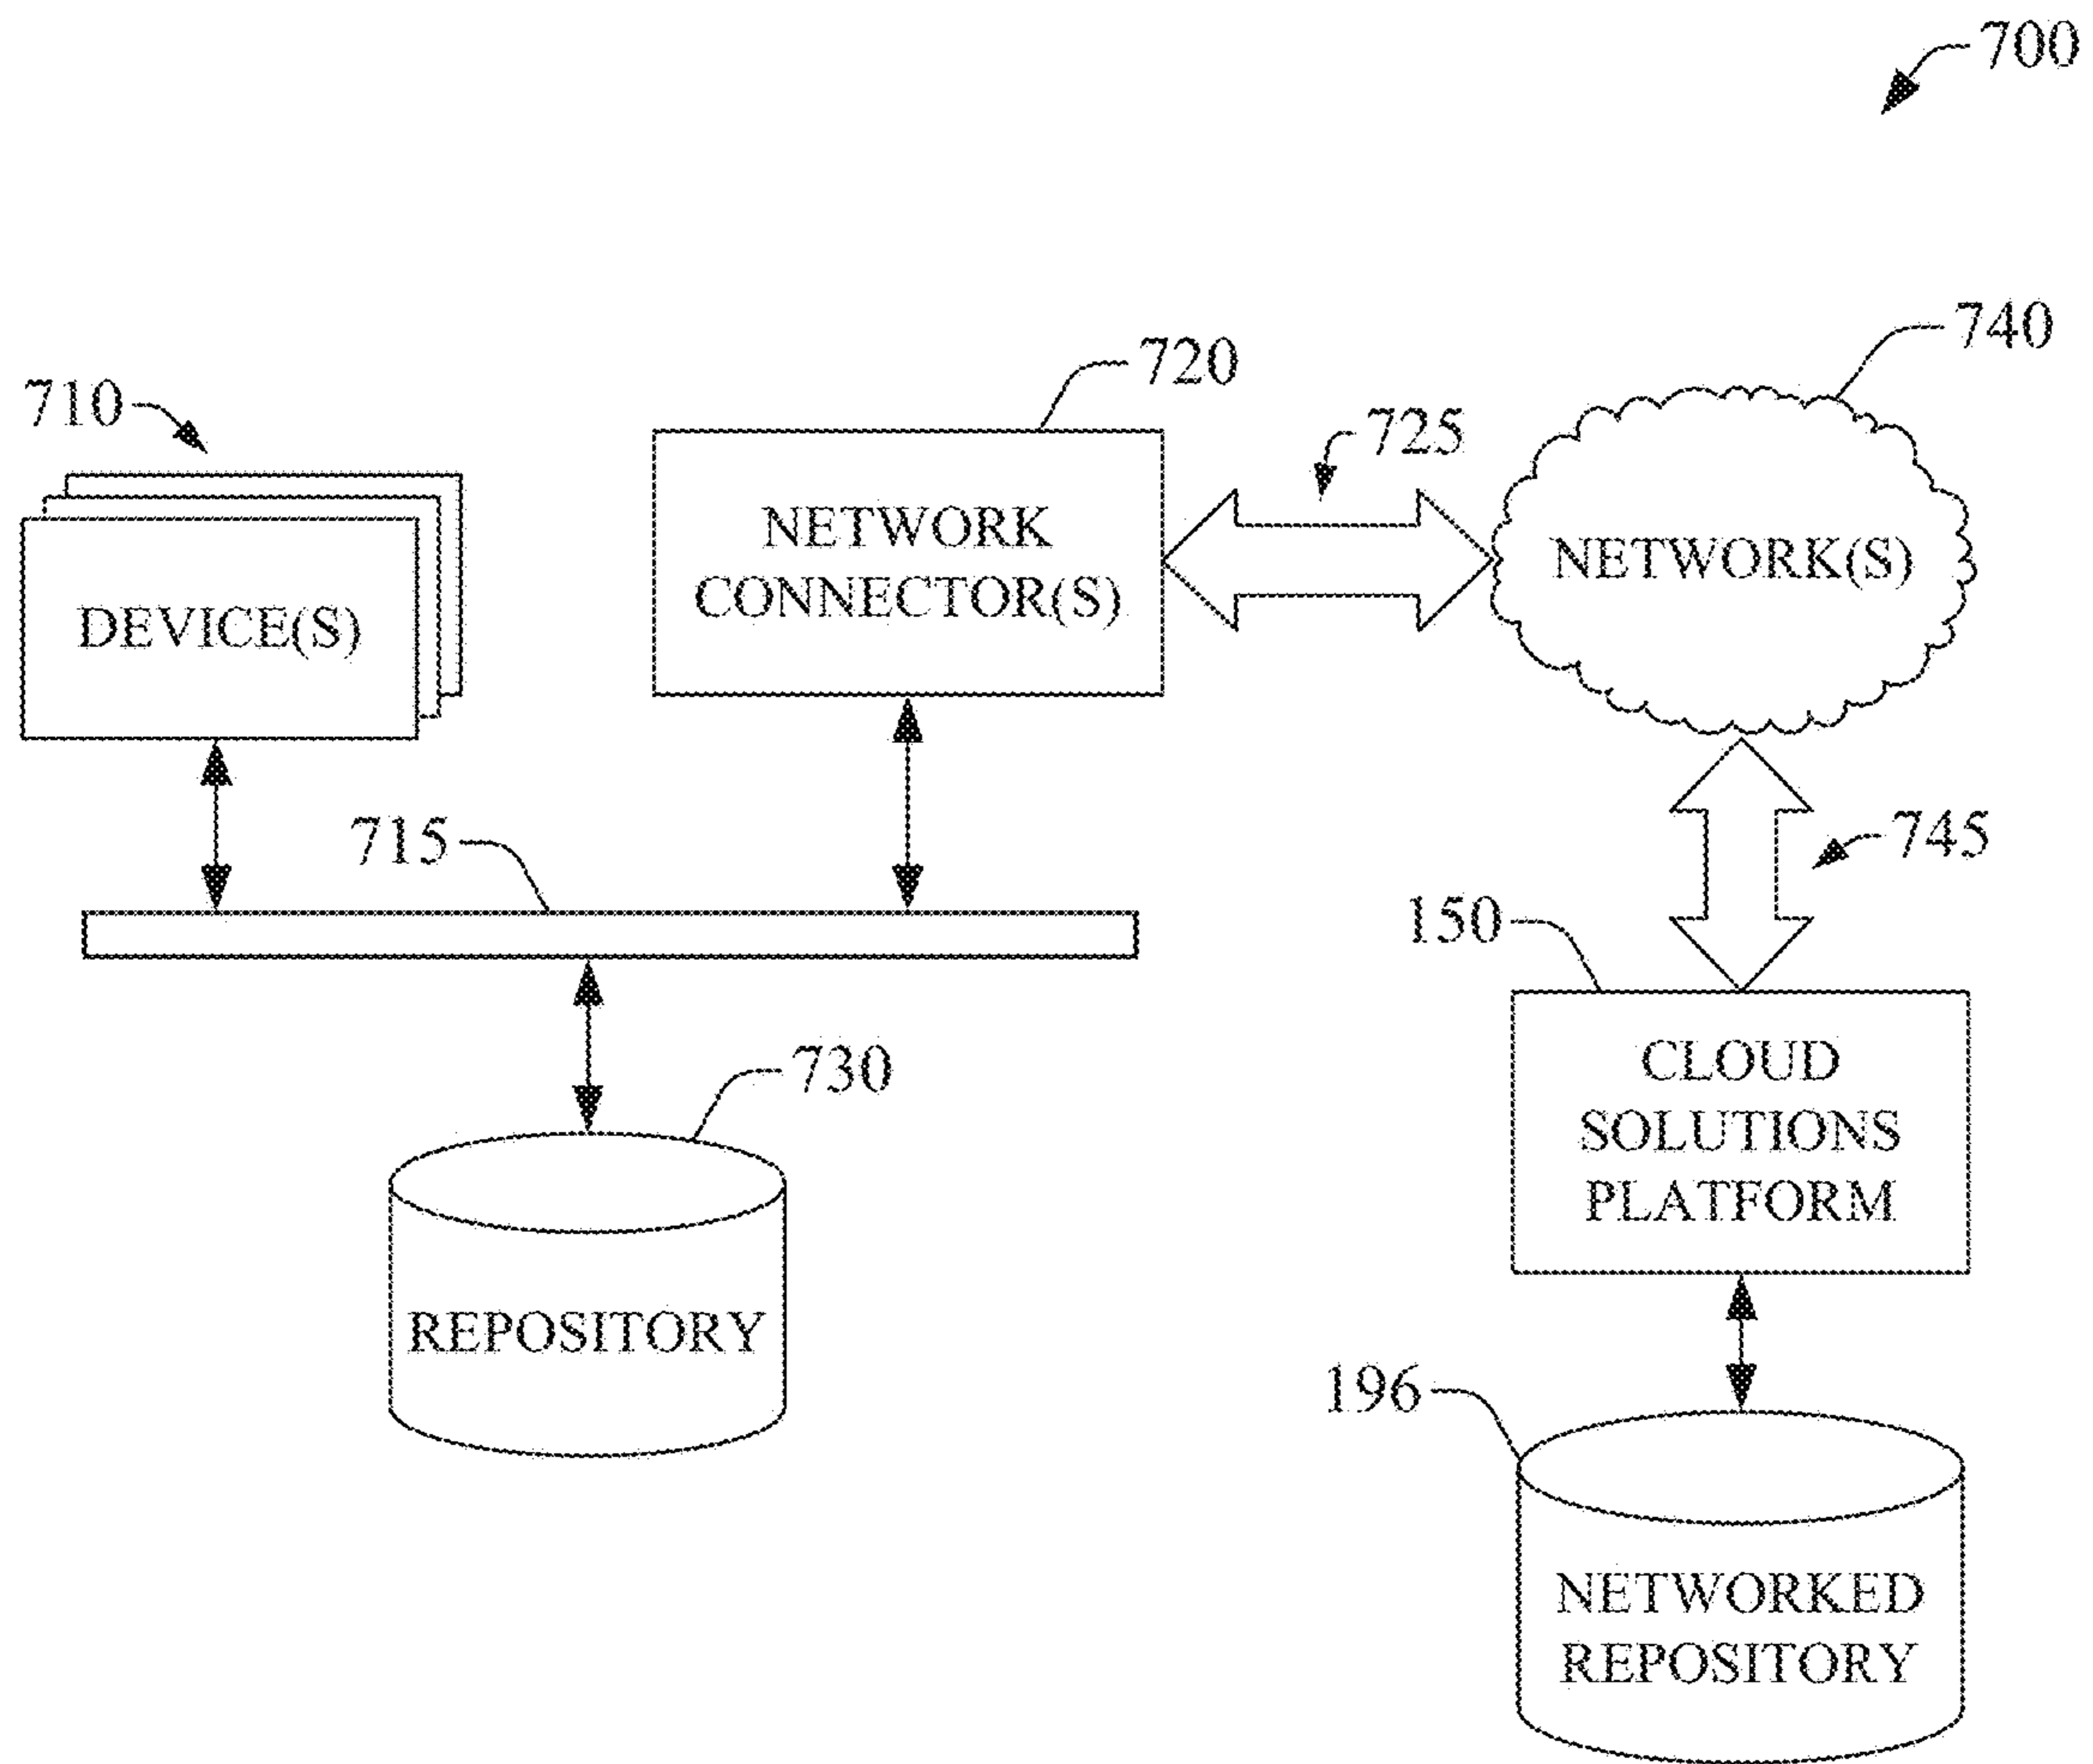 700
740
720
710
725
NETWORK
CONNECTOR(S)
NETWORK(S)
DEVICE(S)
715
745
150
730
CLOUD
SOLUTIONS
PLATFORM
REPOSITORY
196
NETWORKED
REPOSITORY